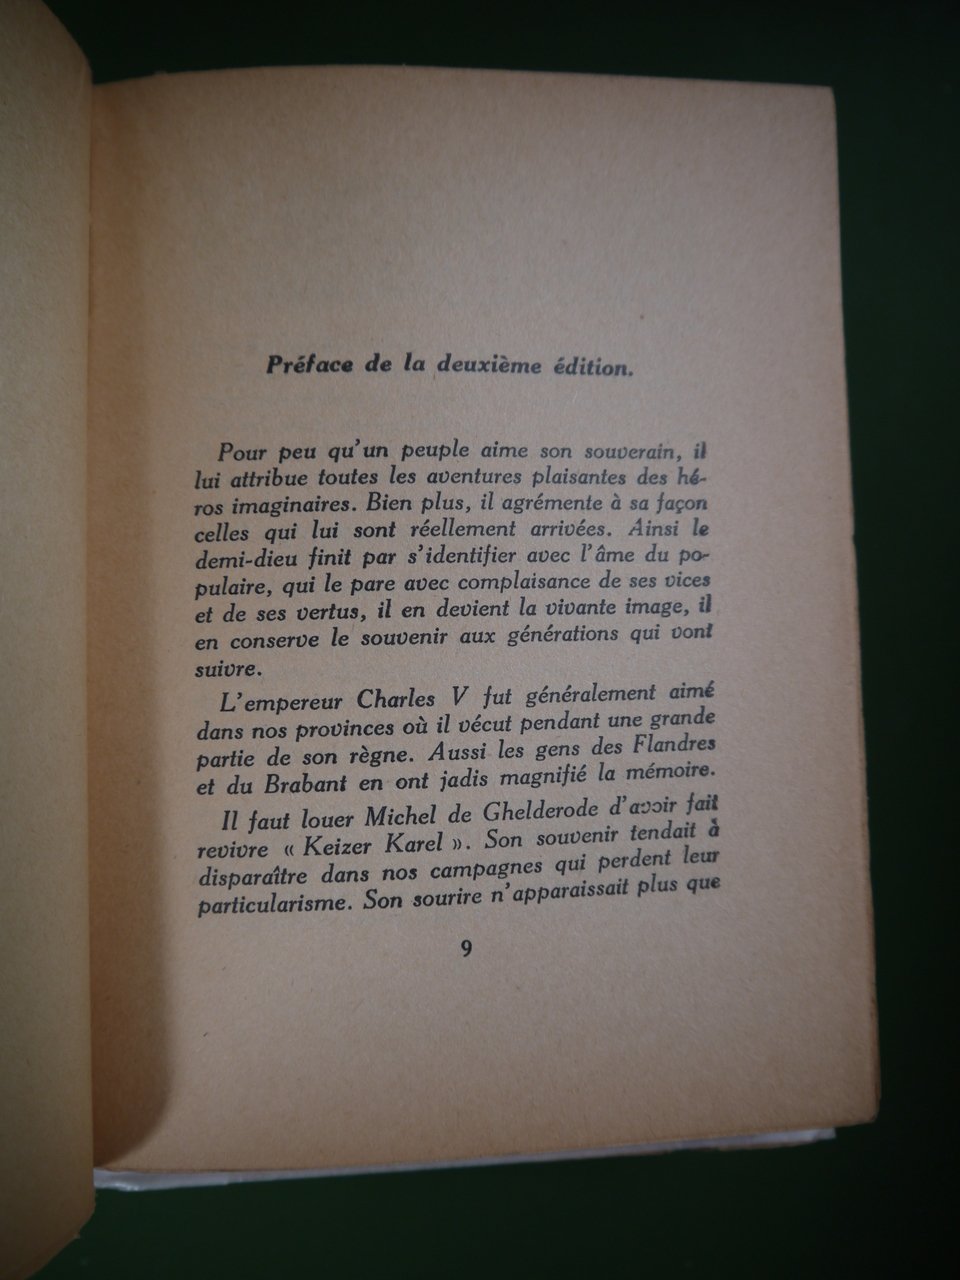 Préface de la deuxième édition.
Pour peu qu'un peuple aime son souverain, il
lui attribue toutes les aventures plaisantes des hé-
ros imaginaires. Bien plus, il agrémente à sa façon
celles qui lui sont réellement arrivées. Ainsi le
demi-dieu finit par s'identifier avec l'âme du po-
pulaire, qui le pare avec complaisance de ses vices
et de ses vertus, il en devient la vivante image, il
en conserve le souvenir aux générations qui vont
suivre.
L'empereur Charles V fut généralement aimé
dans nos provinces où il vécut pendant une grande
partie de son règne. Aussi les gens des Flandres
et du Brabant en ont jadis magnifié la mémoire.
Il faut louer Michel de Ghelderode d'avoir fait
revivre « Keizer Karel ». Son souvenir tendait à
disparaître dans nos campagnes qui perdent leur
particularisme. Son sourire n'apparaissait plus que
9